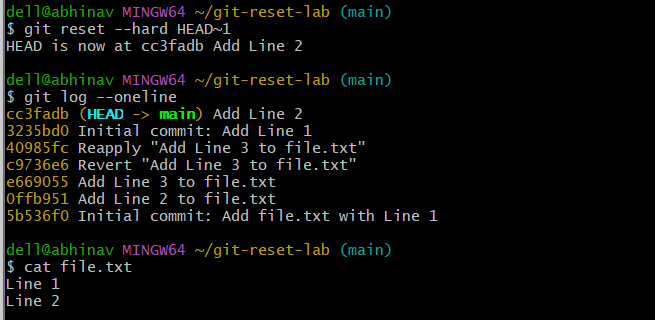 dell@abhinav MINGW64 ~/git-reset-lab (main)
$ git reset --hard HEAD~1
HEAD is now at cc3fadb Add Line 2
dell@abhinav MINGW64 ~/git-reset-lab (main)
$ git log --oneline
cc3fadb (HEAD -> main) Add Line 2
3235bd0 Initial commit: Add Line 1
40985fc Reapply "Add Line 3 to file.txt"
c9736e6 Revert "Add Line 3 to file.txt"
e669055 Add Line 3 to file.txt
0ffb951 Add Line 2 to file.txt
5b536f0 Initial commit: Add file.txt with Line 1
dell@abhinav MINGW64 ~/git-reset-lab (main)
$ cat file.txt
Line 1
Line 2